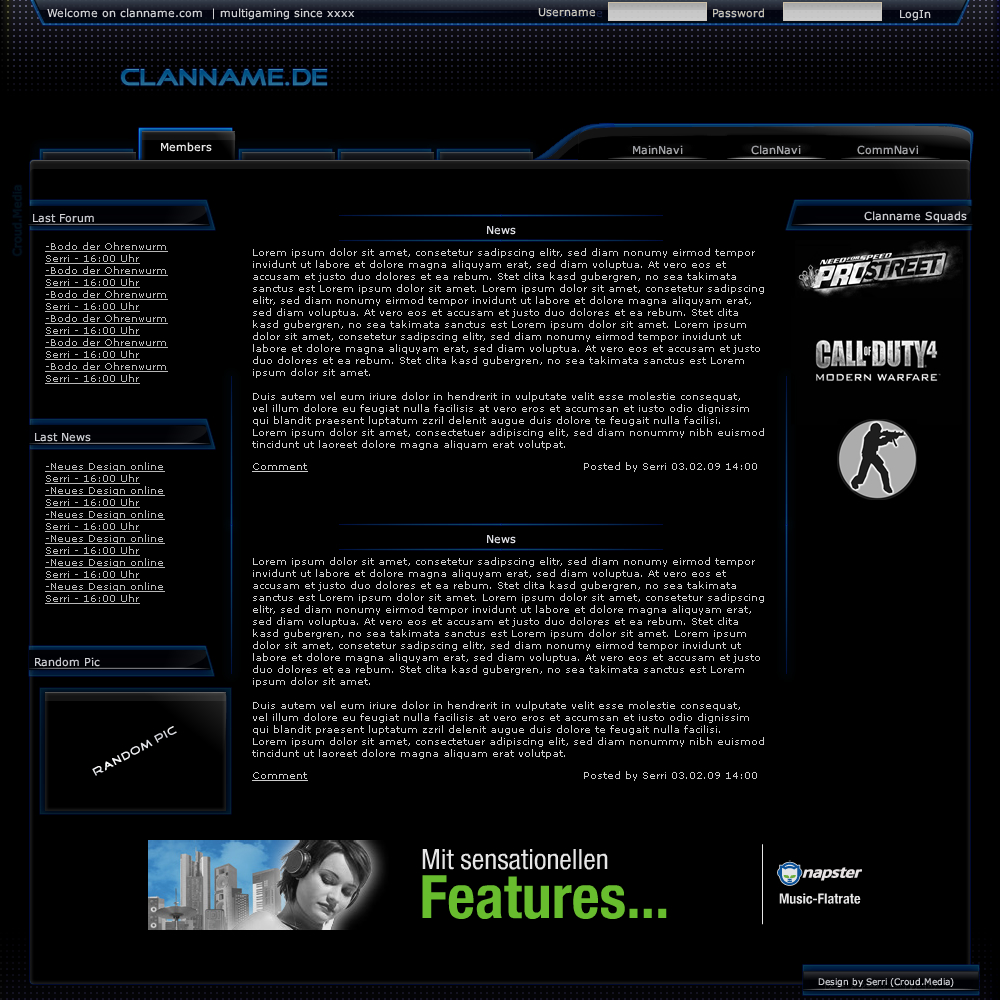 Welcome on clanname.com | multigaming since xxxx
Username
Password
LogIn
CLANNAME.DE
Members
MainNavi
ClanNavi
CommNavi
Croud.Media
Last Forum
-Bodo der Ohrenwurm
Serri - 16:00 Uhr
-Bodo der Ohrenwurm
Serri - 16:00 Uhr
-Bodo der Ohrenwurm
Serri - 16:00 Uhr
-Bodo der Ohrenwurm
Serri - 16:00 Uhr
-Bodo der Ohrenwurm
Serri - 16:00 Uhr
-Bodo der Ohrenwurm
Serri - 16:00 Uhr
Last News
-Neues Design online
Serri - 16:00 Uhr
-Neues Design online
Serri - 16:00 Uhr
-Neues Design online
Serri - 16:00 Uhr
-Neues Design online
Serri - 16:00 Uhr
-Neues Design online
Serri - 16:00 Uhr
-Neues Design online
Serri - 16:00 Uhr
Random Pic
RANDOM PIC
News
Lorem ipsum dolor sit amet, consetetur sadipscing elitr, sed diam nonumy eirmod tempor
invidunt ut labore et dolore magna aliquyam erat, sed diam voluptua. At vero eos et
accusam et justo duo dolores et ea rebum. Stet clita kasd gubergren, no sea takimata
sanctus est Lorem ipsum dolor sit amet. Lorem ipsum dolor sit amet, consetetur sadipscing
elitr, sed diam nonumy eirmod tempor invidunt ut labore et dolore magna aliquyam erat,
sed diam voluptua. At vero eos et accusam et justo duo dolores et ea rebum. Stet clita
kasd gubergren, no sea takimata sanctus est Lorem ipsum dolor sit amet. Lorem ipsum
dolor sit amet, consetetur sadipscing elitr, sed diam nonumy eirmod tempor invidunt ut
labore et dolore magna aliquyam erat, sed diam voluptua. At vero eos et accusam et justo
duo dolores et ea rebum. Stet clita kasd gubergren, no sea takimata sanctus est Lorem
ipsum dolor sit amet.
Duis autem vel eum iriure dolor in hendrerit in vulputate velit esse molestie consequat,
vel illum dolore eu feugiat nulla facilisis at vero eros et accumsan et iusto odio dignissim
qui blandit praesent luptatum zzril delenit augue duis dolore te feugait nulla facilisi.
Lorem ipsum dolor sit amet, consectetuer adipiscing elit, sed diam nonummy nibh euismod
tincidunt ut laoreet dolore magna aliquam erat volutpat.
Comment
Posted by Serri 03.02.09 14:00
News
Lorem ipsum dolor sit amet, consetetur sadipscing elitr, sed diam nonumy eirmod tempor
invidunt ut labore et dolore magna aliquyam erat, sed diam voluptua. At vero eos et
accusam et justo duo dolores et ea rebum. Stet clita kasd gubergren, no sea takimata
sanctus est Lorem ipsum dolor sit amet. Lorem ipsum dolor sit amet, consetetur sadipscing
elitr, sed diam nonumy eirmod tempor invidunt ut labore et dolore magna aliquyam erat,
sed diam voluptua. At vero eos et accusam et justo duo dolores et ea rebum. Stet clita
kasd gubergren, no sea takimata sanctus est Lorem ipsum dolor sit amet. Lorem ipsum
dolor sit amet, consetetur sadipscing elitr, sed diam nonumy eirmod tempor invidunt ut
labore et dolore magna aliquyam erat, sed diam voluptua. At vero eos et accusam et justo
duo dolores et ea rebum. Stet clita kasd gubergren, no sea takimata sanctus est Lorem
ipsum dolor sit amet.
Duis autem vel eum iriure dolor in hendrerit in vulputate velit esse molestie consequat,
vel illum dolore eu feugiat nulla facilisis at vero eros et accumsan et iusto odio dignissim
qui blandit praesent luptatum zzril delenit augue duis dolore te feugait nulla facilisi.
Lorem ipsum dolor sit amet, consectetuer adipiscing elit, sed diam nonummy nibh euismod
tincidunt ut laoreet dolore magna aliquam erat volutpat.
Comment
Posted by Serri 03.02.09 14:00
Clanname Squads
NEED FOR SPEED
PROSTREET
CALL OF DUTY 4
MODERN WARFARE
Mit sensationellen
Features...
napster
Music-Flatrate
Design by Serri (Croud.Media)